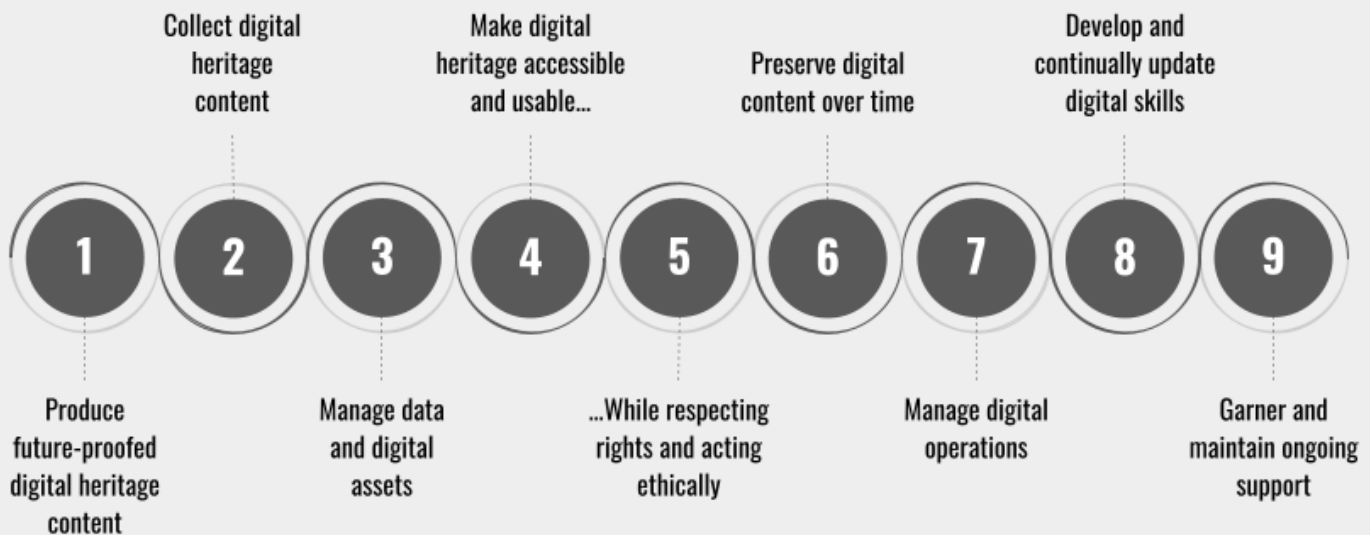 Collect digital
heritage
content
Make digital
heritage accessible
and usable...
Preserve digital
content over time
Develop and
continually update
digital skills
1
2
3
4
5
6
7
8
9
Produce
future-proofed
digital heritage
content
Manage data
and digital
assets
...While respecting
rights and acting
ethically
Manage digital
operations
Garner and
maintain ongoing
support